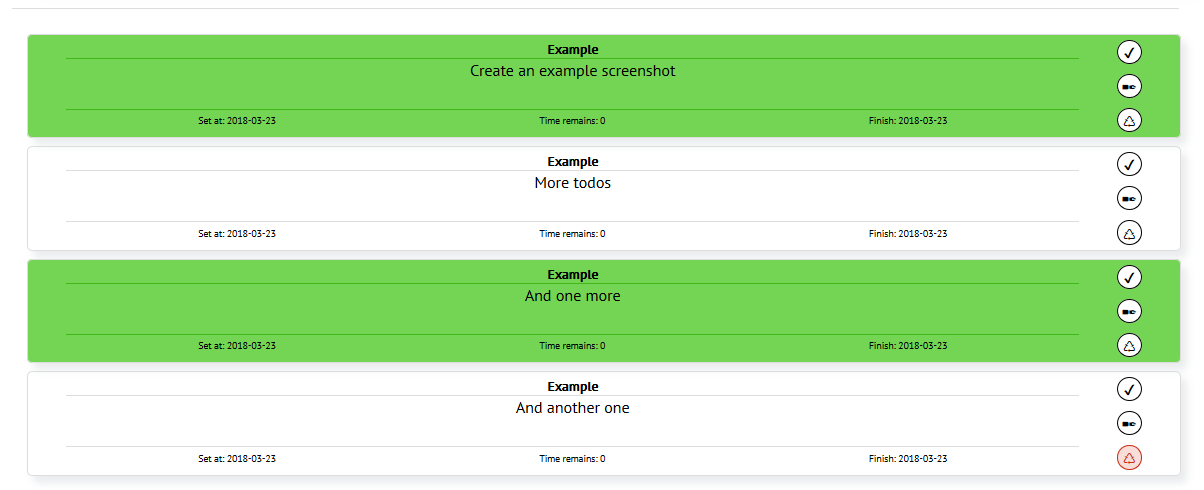 Example
Create an example screenshot
Set at: 2018-03-23 Time remains: 0 Finish: 2018-03-23
Example
More todos
Set at: 2018-03-23 Time remains: 0 Finish: 2018-03-23
Example
And one more
Set at: 2018-03-23 Time remains: 0 Finish: 2018-03-23
Example
And another one
Set at: 2018-03-23 Time remains: 0 Finish: 2018-03-23